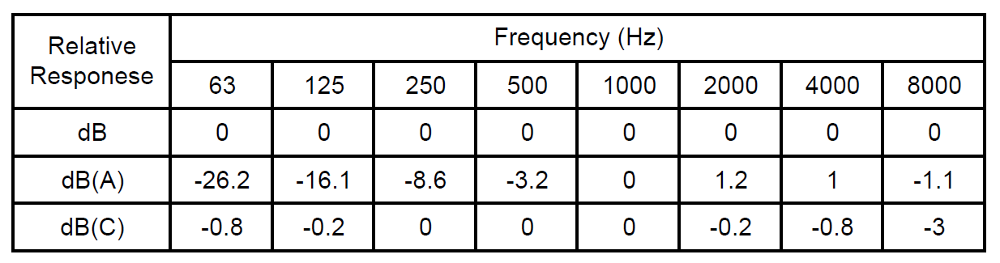 Relative Responese Frequency (Hz)
63 125 250 500 1000 2000 4000 8000
dB 0 0 0 0 0 0 0 0
dB(A) -26.2 -16.1 -8.6 -3.2 0 1.2 1 -1.1
dB(C) -0.8 -0.2 0 0 0 -0.2 -0.8 -3